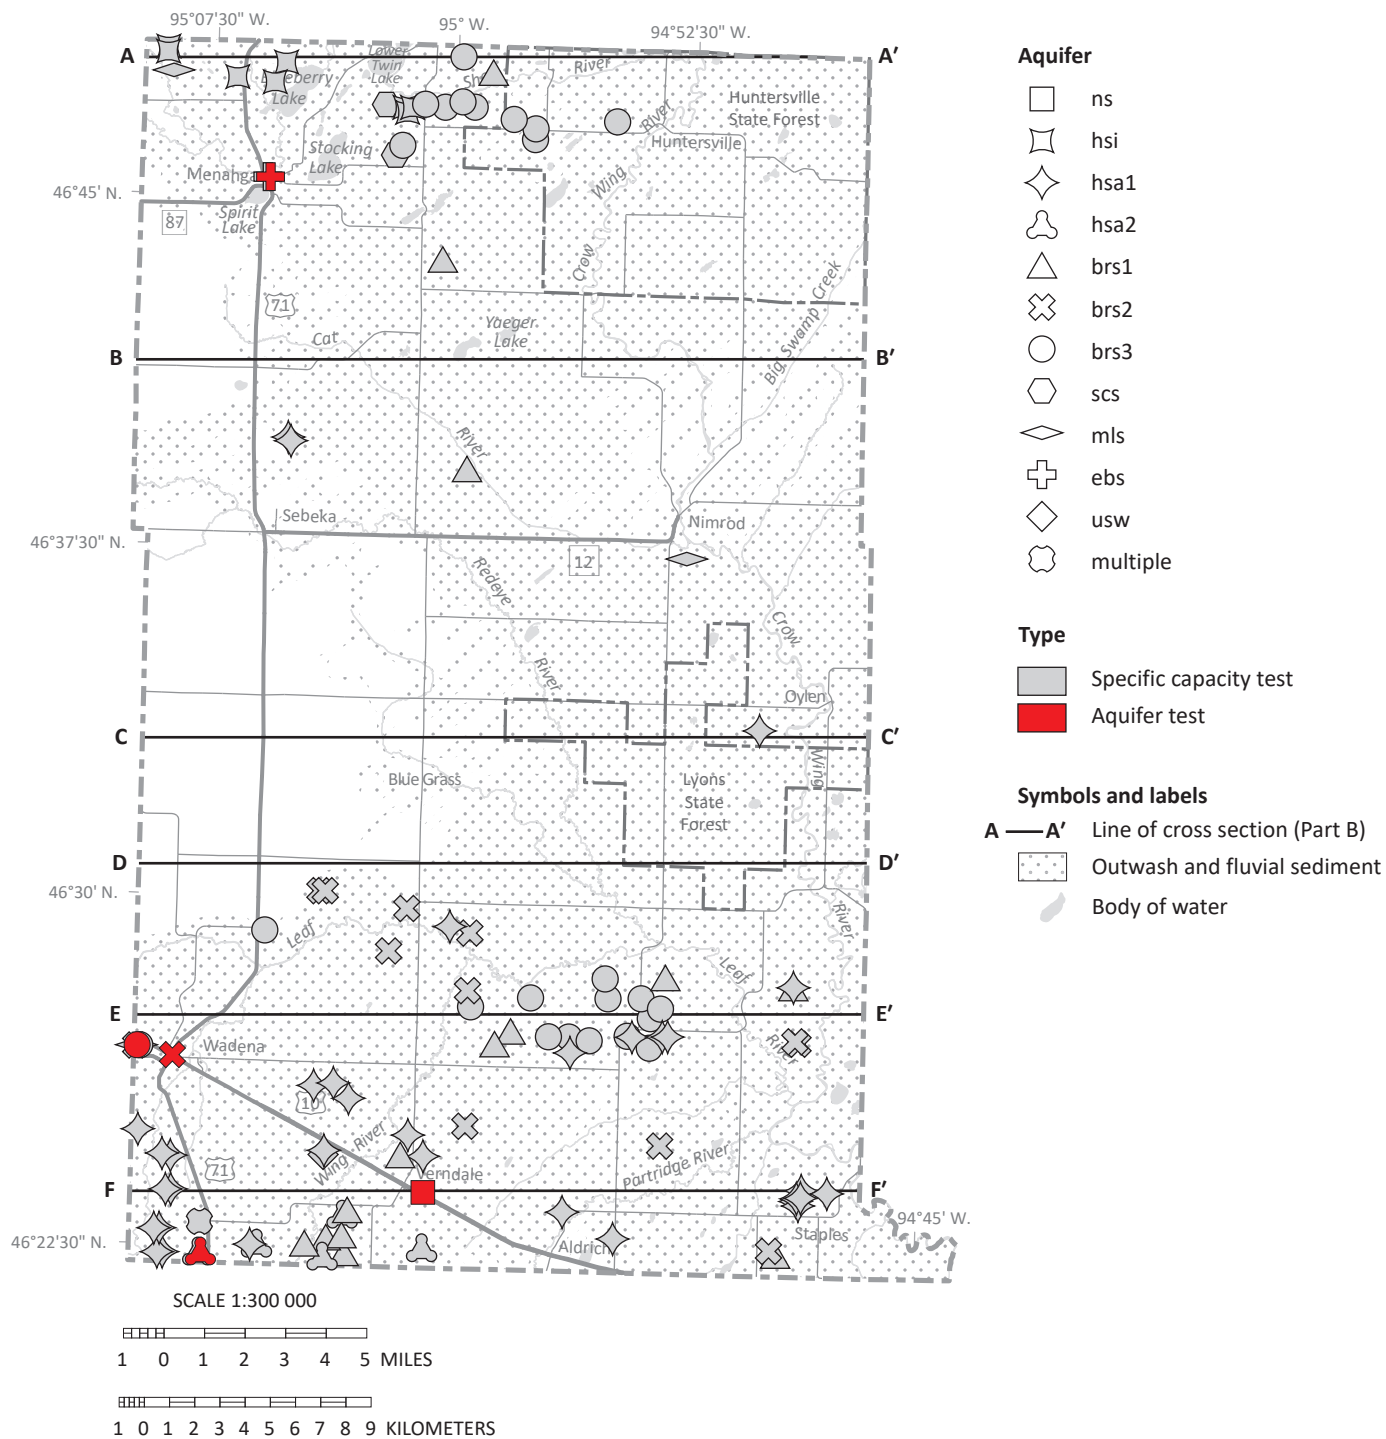 95°07'30" W.
95° W.
94°52'30" W.
A
A′
Lower
Twin
Lake
Shell
River
Blueberry
Lake
River
Huntersville
State Forest
Huntersville
Stocking
Lake
Menahga
Wing
46°45' N.
87
Spirit
Lake
Crow
Big Swamp Creek
71
Cat
Yaeger
Lake
B
B′
River
Sebeka
Nimrod
46°37'30" N.
12
Redeye
Crow
River
Oylen
C
C′
Wing
Blue Grass
Lyons
State
Forest
D
D′
46°30' N.
Leaf
River
Leaf
E
E′
Wadena
River
10
Wing River
71
Verndale
Partridge River
F
F′
94°45' W.
Staples
46°22'30" N.
Aldrich
SCALE 1:300 000
1 0 1 2 3 4 5 MILES
1 0 1 2 3 4 5 6 7 8 9 KILOMETERS
Aquifer
ns
hsi
hsa1
hsa2
brs1
brs2
brs3
scs
mls
ebs
usw
multiple
Type
Specific capacity test
Aquifer test
Symbols and labels
A A′ Line of cross section (Part B)
Outwash and fluvial sediment
Body of water